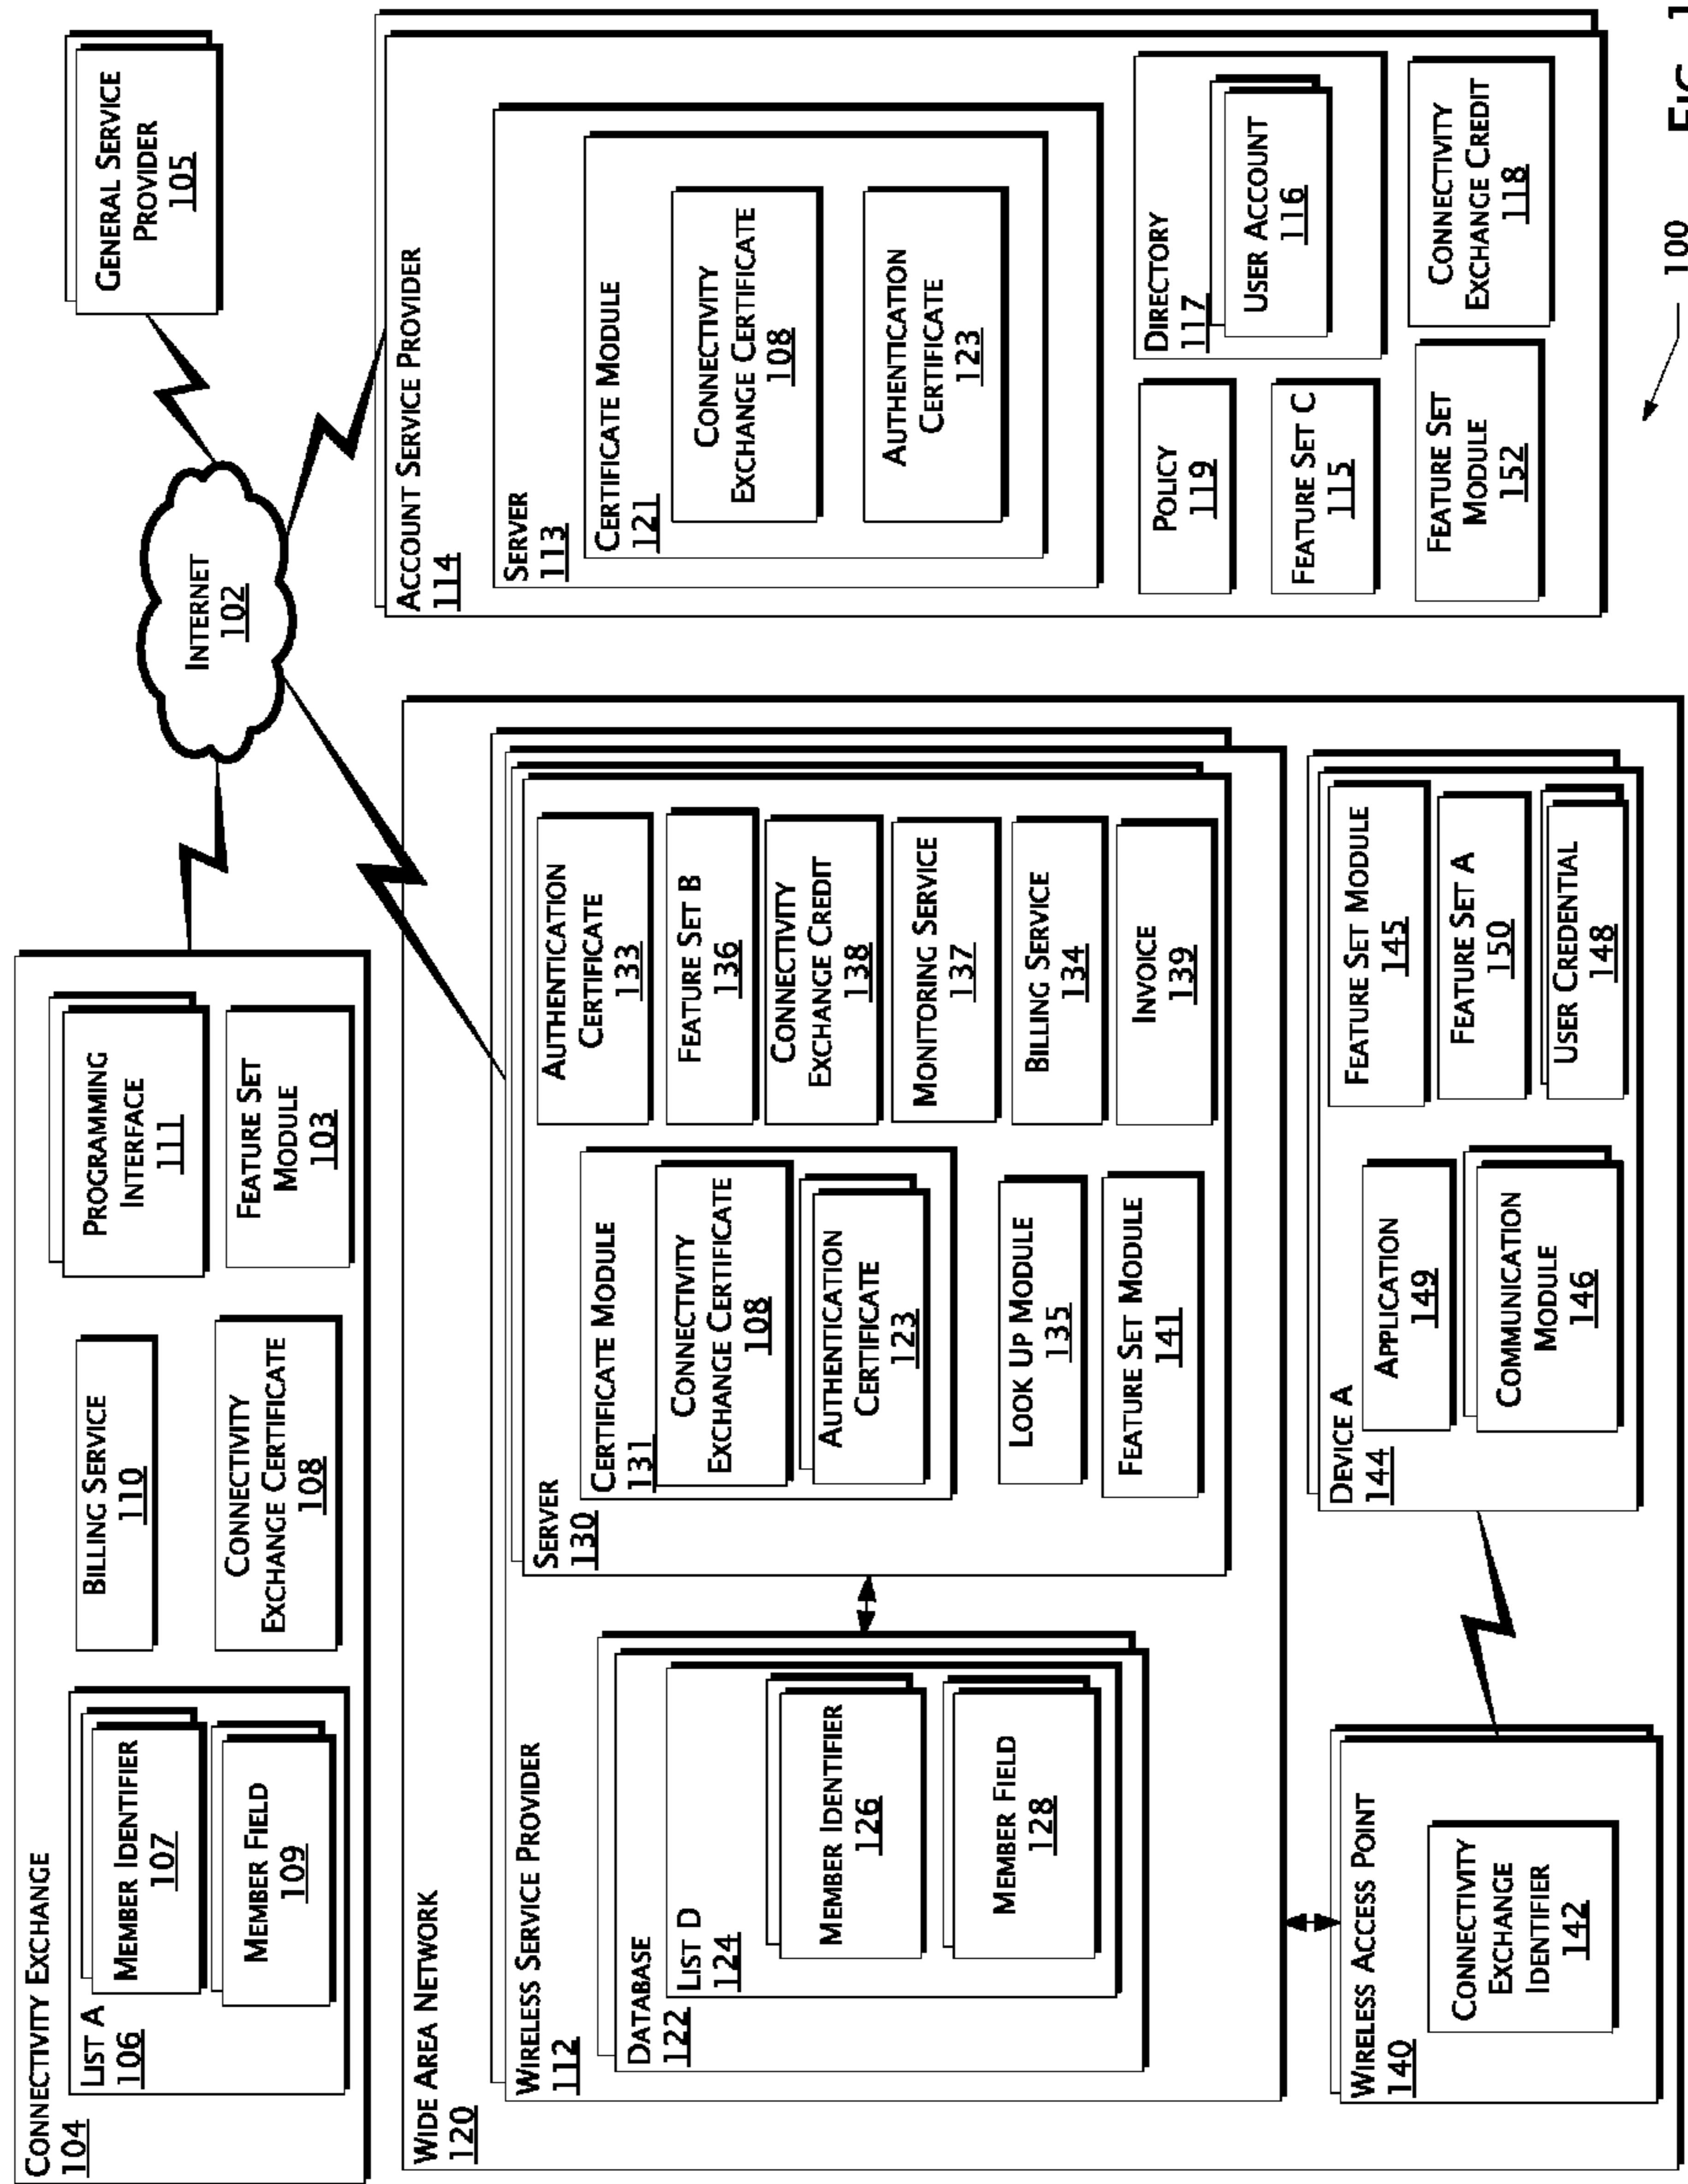 CONNECTIVITY EXCHANGE
104
LIST A
106
MEMBER IDENTIFIER
107
MEMBER FIELD
109
BILLING SERVICE
110
CONNECTIVITY
EXCHANGE CERTIFICATE
108
PROGRAMMING
INTERFACE
111
FEATURE SET
MODULE
103
INTERNET
102
GENERAL SERVICE
PROVIDER
105
WIDE AREA NETWORK
120
WIRELESS SERVICE PROVIDER
112
DATABASE
122
LIST D
124
MEMBER IDENTIFIER
126
MEMBER FIELD
128
SERVER
130
CERTIFICATE MODULE
131
CONNECTIVITY
EXCHANGE CERTIFICATE
108
AUTHENTICATION
CERTIFICATE
123
LOOK UP MODULE
135
FEATURE SET MODULE
141
AUTHENTICATION
CERTIFICATE
133
FEATURE SET B
136
CONNECTIVITY
EXCHANGE CREDIT
138
MONITORING SERVICE
137
BILLING SERVICE
134
INVOICE
139
WIRELESS ACCESS POINT
140
CONNECTIVITY
EXCHANGE
IDENTIFIER
142
DEVICE A
144
APPLICATION
149
COMMUNICATION
MODULE
146
FEATURE SET MODULE
145
FEATURE SET A
150
USER CREDENTIAL
148
ACCOUNT SERVICE PROVIDER
114
SERVER
113
CERTIFICATE MODULE
121
CONNECTIVITY
EXCHANGE CERTIFICATE
108
AUTHENTICATION
CERTIFICATE
123
POLICY
119
FEATURE SET C
115
FEATURE SET
MODULE
152
DIRECTORY
117
USER ACCOUNT
116
CONNECTIVITY
EXCHANGE CREDIT
118
100
FIG. 1